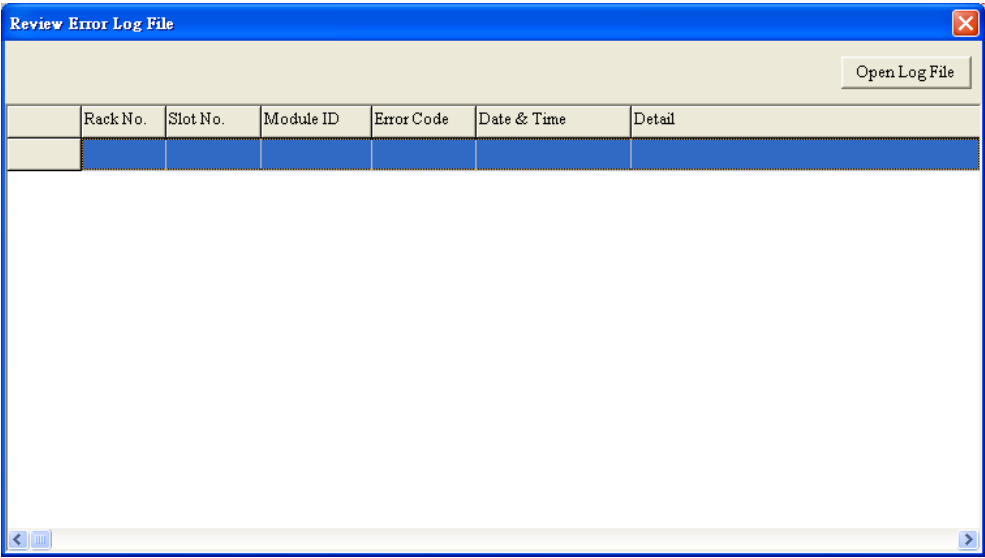 Review Error Log File
Open Log File
Rack No. Slot No. Module ID Error Code Date & Time Detail